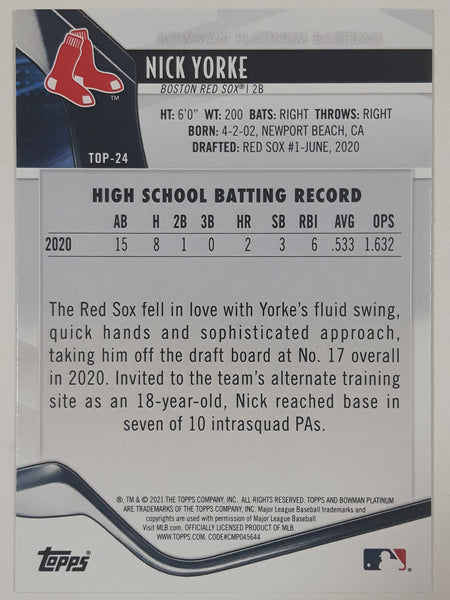 BOWMAN PLATINUM BASEBALL
NICK YORKE
BOSTON RED SOX® | 2B
TM
HT: 6'0" WT: 200 BATS: RIGHT THROWS: RIGHT
BORN: 4-2-02, NEWPORT BEACH, CA
DRAFTED: RED SOX #1-JUNE, 2020
TOP-24
HIGH SCHOOL BATTING RECORD
AB H 2B 3B HR SB RBI AVG OPS
2020 15 8 1 0 2 3 6 .533 1.632
The Red Sox fell in love with Yorke's fluid swing,
quick hands and sophisticated approach,
taking him off the draft board at No. 17 overall
in 2020. Invited to the team's alternate training
site as an 18-year-old, Nick reached base in
seven of 10 intrasquad PAs.
®, TM & © 2021 THE TOPPS COMPANY, INC. ALL RIGHTS RESERVED. TOPPS AND BOWMAN PLATINUM
ARE TRADEMARKS OF THE TOPPS COMPANY, INC. Major League Baseball trademarks and
copyrights are used with permission of Major League Baseball.
Visit MLB.com. OFFICIALLY LICENSED PRODUCT OF MLB.
WWW.TOPPS.COM. CODE#CMP045644
TOPPS